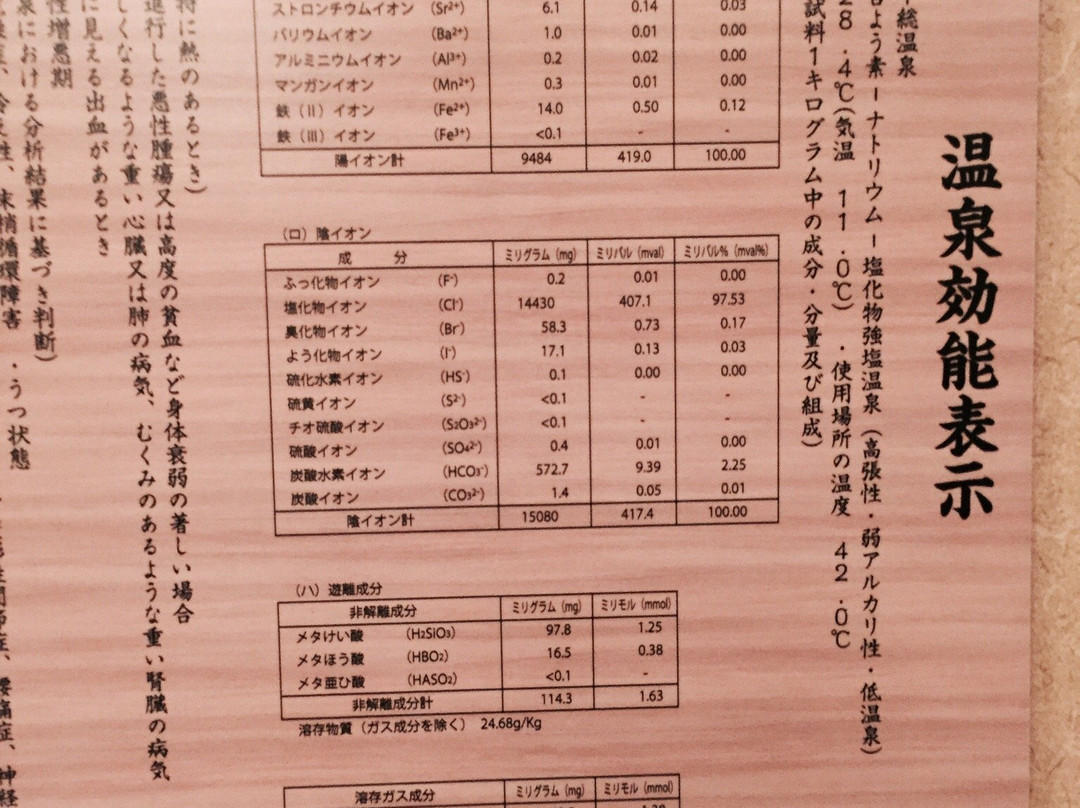 温泉効能表示
総温泉
よう素－ナトリウム－塩化物強塩温泉（高張性・弱アルカリ性・低温泉）
28.4℃（気温 11.0℃）・使用場所の温度 42.0℃
試料1キログラム中の成分・分量及び組成）
ストロンチウムイオン （Sr²⁺） 6.1 0.14 0.03
バリウムイオン （Ba²⁺） 1.0 0.01 0.00
アルミニウムイオン （Al³⁺） 0.2 0.02 0.00
マンガンイオン （Mn²⁺） 0.3 0.01 0.00
鉄（II）イオン （Fe²⁺） 14.0 0.50 0.12
鉄（III）イオン （Fe³⁺） <0.1 - -
陽イオン計 9484 419.0 100.00
（ロ）陰イオン
成 分 ミリグラム（mg） ミリバル（mval） ミリバル%（mval%）
ふっ化物イオン （F⁻） 0.2 0.01 0.00
塩化物イオン （Cl⁻） 14430 407.1 97.53
臭化物イオン （Br⁻） 58.3 0.73 0.17
よう化物イオン （I⁻） 17.1 0.13 0.03
硫化水素イオン （HS⁻） 0.1 0.00 0.00
硫黄イオン （S²⁻） <0.1 - -
チオ硫酸イオン （S₂O₃²⁻） <0.1 - -
硫酸イオン （SO₄²⁻） 0.4 0.01 0.00
炭酸水素イオン （HCO₃⁻） 572.7 9.39 2.25
炭酸イオン （CO₃²⁻） 1.4 0.05 0.01
陰イオン計 15080 417.4 100.00
（ハ）遊離成分
非解離成分 ミリグラム（mg） ミリモル（mmol）
メタけい酸 （H₂SiO₃） 97.8 1.25
メタほう酸 （HBO₂） 16.5 0.38
メタ亜ひ酸 （HASO₂） <0.1 -
非解離成分計 114.3 1.63
溶存物質（ガス成分を除く） 24.68g/Kg
溶存ガス成分 ミリグラム（mg） ミリモル（mmol）
特に熱のあるとき）
進行した悪性腫瘍又は高度の貧血など身体衰弱の著しい場合
しくなるような重い心臓又は肺の病気、むくみのあるような重い腎臓の病気
に見える出血があるとき
性増悪期
泉における分析結果に基づき判断）
冷え性、末梢循環障害・うつ状態
腰痛症、神経